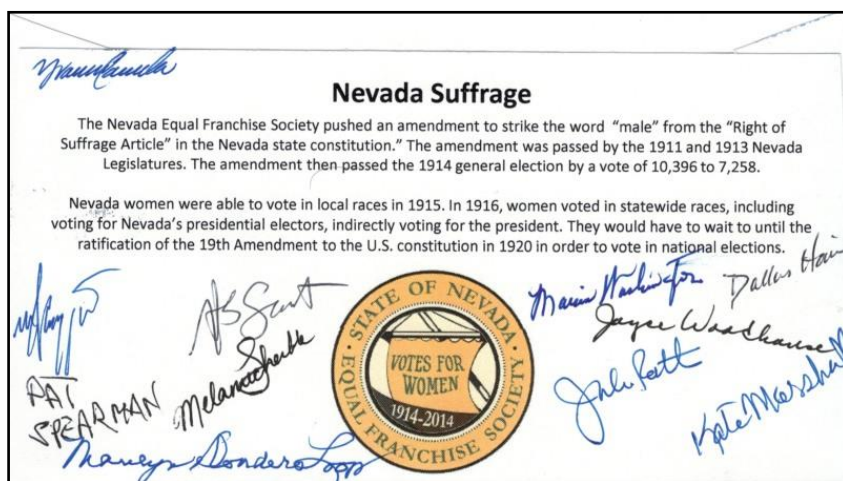 Nevada Suffrage
The Nevada Equal Franchise Society pushed an amendment to strike the word "male" from the "Right of
Suffrage Article" in the Nevada state constitution." The amendment was passed by the 1911 and 1913 Nevada
Legislatures. The amendment then passed the 1914 general election by a vote of 10,396 to 7,258.
Nevada women were able to vote in local races in 1915. In 1916, women voted in statewide races, including
voting for Nevada's presidential electors, indirectly voting for the president. They would have to wait to until the
ratification of the 19th Amendment to the U.S. constitution in 1920 in order to vote in national elections.
Dallas
Joyce Woodhouse
Melanie Scheible
PAT
SPEARMAN
Kate Marshall
Marilyn Dondero Loop
STATE OF NEVADA
VOTES FOR
WOMEN
1914-2014
EQUAL FRANCHISE SOCIETY